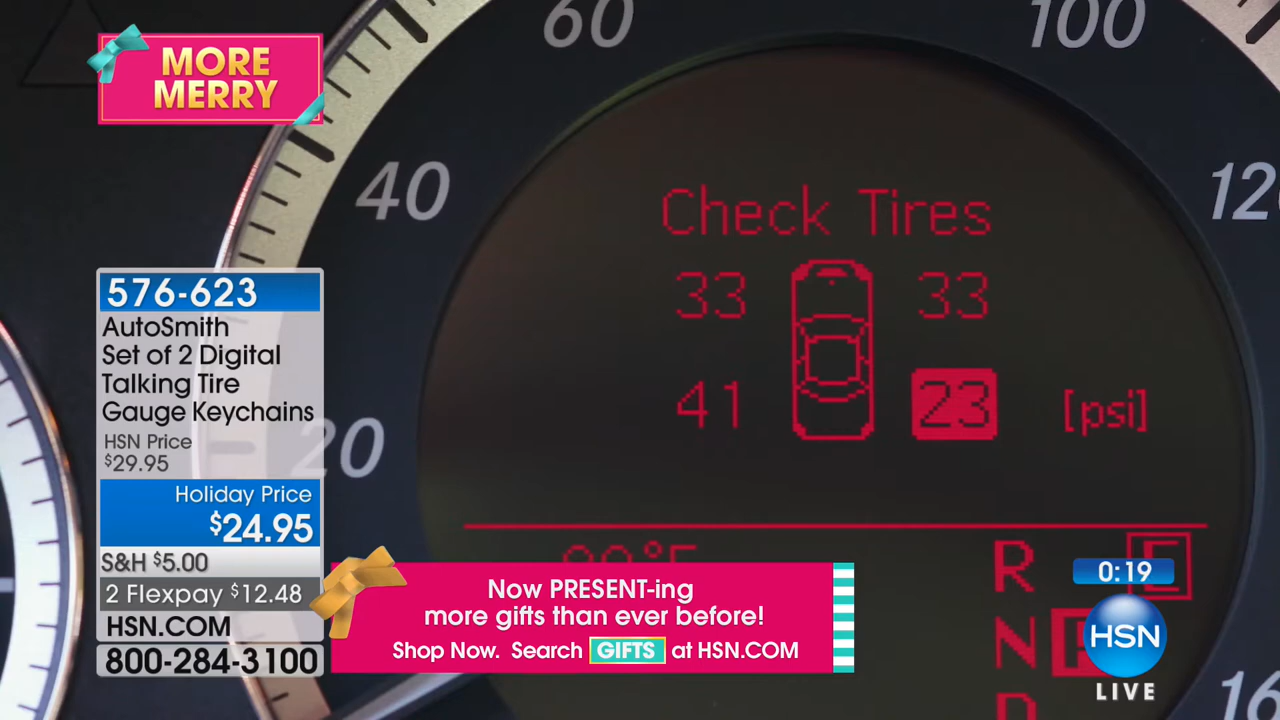 MORE
MERRY
60
100
40
120
20
Check Tires
33 33
41 23 [psi]
R E
N P
D
576-623
AutoSmith
Set of 2 Digital
Talking Tire
Gauge Keychains
HSN Price
$29.95
Holiday Price
$24.95
S&H $5.00
2 Flexpay $12.48
HSN.COM
800-284-3100
Now PRESENT-ing
more gifts than ever before!
Shop Now. Search GIFTS at HSN.COM
0:19
HSN
LIVE